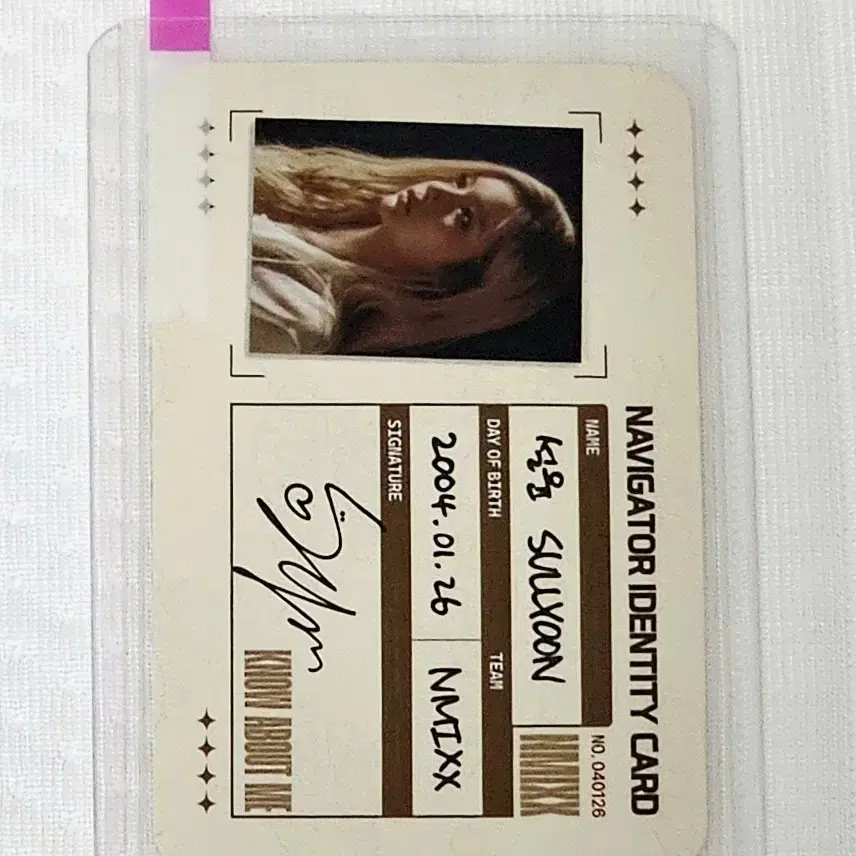 NAVIGATOR IDENTITY CARD
NAME
NO. 040126
설윤 SULLYOON
NMIXX
DAY OF BIRTH
TEAM
2004.01.26
NMIXX
SIGNATURE
KNOW ABOUT ME